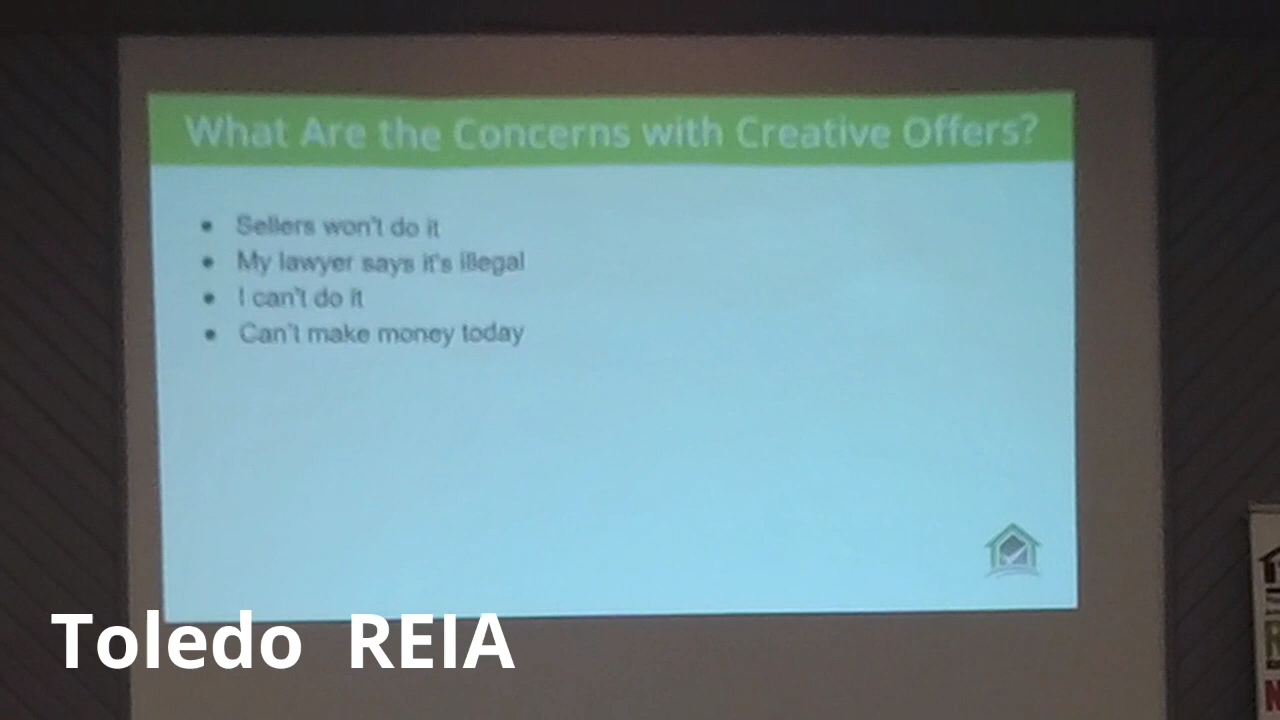 What Are the Concerns with Creative Offers?
• Sellers won't do it
• My lawyer says it's illegal
• I can't do it
• Can't make money today
Toledo REIA